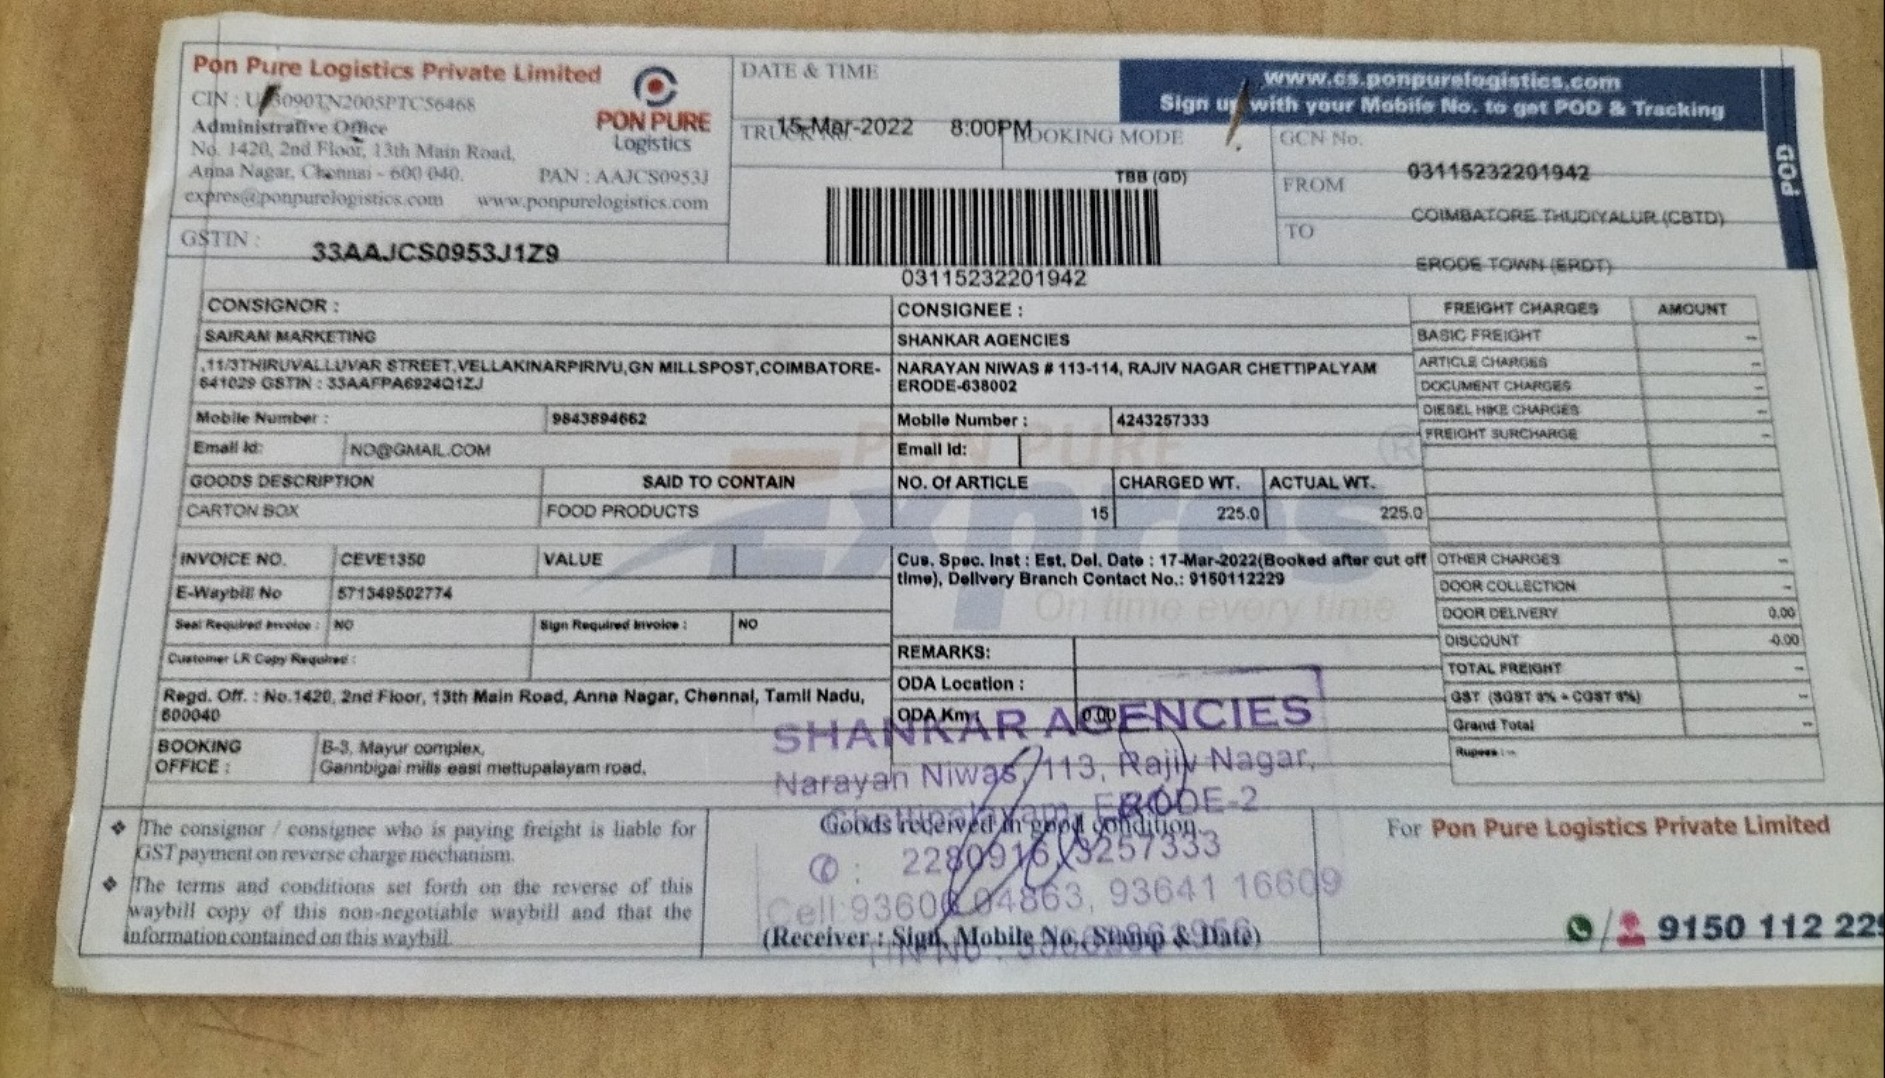 Pon Pure Logistics Private Limited
PON PURE
Logistics
Administrative Office
No. 1420, 2nd Floor, 13th Main Road,
Anna Nagar, Chennai - 600 040. PAN : AAJCS0953J
expres@ponpurelogistics.com www.ponpurelogistics.com
GSTIN : 33AAJCS0953J1Z9
DATE & TIME
15-Mar-2022 8:00PM
BOOKING MODE
TBB (GD)
03115232201942
www.cs.ponpurelogistics.com
Sign up with your Mobile No. to get POD & Tracking
POD
GCN No.
03115232201942
FROM
COIMBATORE THUDIYALUR (CBTD)
TO
ERODE TOWN (ERDT)
CONSIGNOR :
SAIRAM MARKETING
,11/3THIRUVALLUVAR STREET,VELLAKINARPIRIVU,GN MILLSPOST,COIMBATORE-
641029 GSTIN : 33AAFPA6924Q1ZJ
Mobile Number : 9843894662
Email Id: NO@GMAIL.COM
CONSIGNEE :
SHANKAR AGENCIES
NARAYAN NIWAS # 113-114, RAJIV NAGAR CHETTIPALYAM
ERODE-638002
Mobile Number : 4243257333
Email Id:
GOODS DESCRIPTION SAID TO CONTAIN NO. Of ARTICLE CHARGED WT. ACTUAL WT.
CARTON BOX FOOD PRODUCTS 15 225.0 225.0
PON PURE ®
Expres
On time every time
INVOICE NO. CEVE1350 VALUE
E-Waybill No 571349502774
Seal Required Invoice : NO Sign Required Invoice : NO
Customer LR Copy Required :
Cus. Spec. Inst : Est. Del. Date : 17-Mar-2022(Booked after cut off
time), Delivery Branch Contact No.: 9150112229
REMARKS:
ODA Location :
ODA Km : 0.00
Regd. Off. : No.1420, 2nd Floor, 13th Main Road, Anna Nagar, Chennai, Tamil Nadu,
600040
BOOKING
OFFICE :
B-3, Mayur complex,
Gannbigai mills east mettupalayam road,
FREIGHT CHARGES AMOUNT
BASIC FREIGHT --
ARTICLE CHARGES --
DOCUMENT CHARGES --
DIESEL HIKE CHARGES --
FREIGHT SURCHARGE --
OTHER CHARGES --
DOOR COLLECTION --
DOOR DELIVERY 0.00
DISCOUNT -0.00
TOTAL FREIGHT --
GST --
Grand Total --
Rupees : --
SHANKAR AGENCIES
Narayan Niwas, 113, Rajiv Nagar,
Chettipalayam, ERODE-2
2280916, 3257333
Cell:93600 04863, 93641 16609
❖ The consignor / consignee who is paying freight is liable for
GST payment on reverse charge mechanism.
❖ The terms and conditions set forth on the reverse of this
waybill copy of this non-negotiable waybill and that the
information contained on this waybill.
Goods received in good condition.
(Receiver : Sign, Mobile No, Stamp & Date)
For Pon Pure Logistics Private Limited
9150 112 229